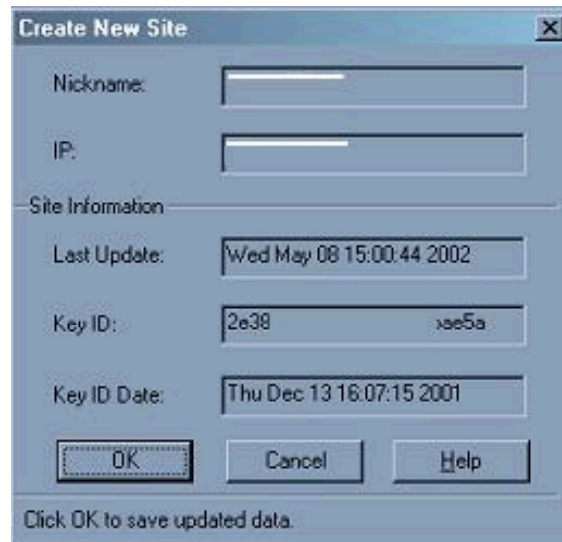 Create New Site
Nickname:
IP:
Site Information
Last Update: Wed May 08 15:00:44 2002
Key ID: 2e38 ae5a
Key ID Date: Thu Dec 13 16:07:15 2001
OK Cancel Help
Click OK to save updated data.